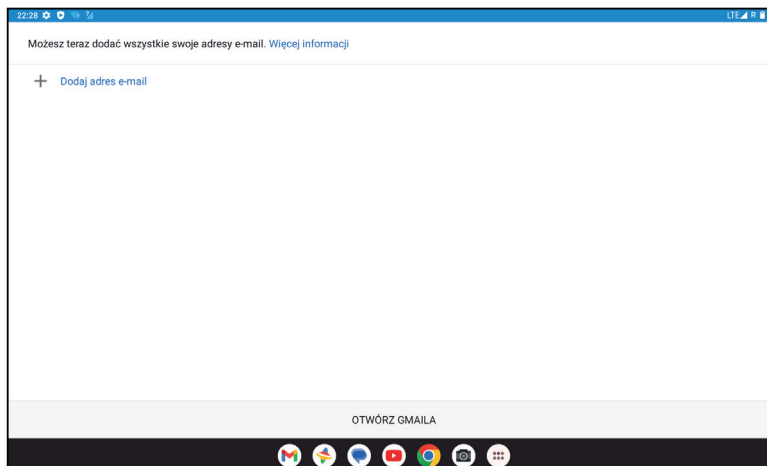 22:28
LTE R
Możesz teraz dodać wszystkie swoje adresy e-mail. Więcej informacji
Dodaj adres e-mail
OTWÓRZ GMAILA